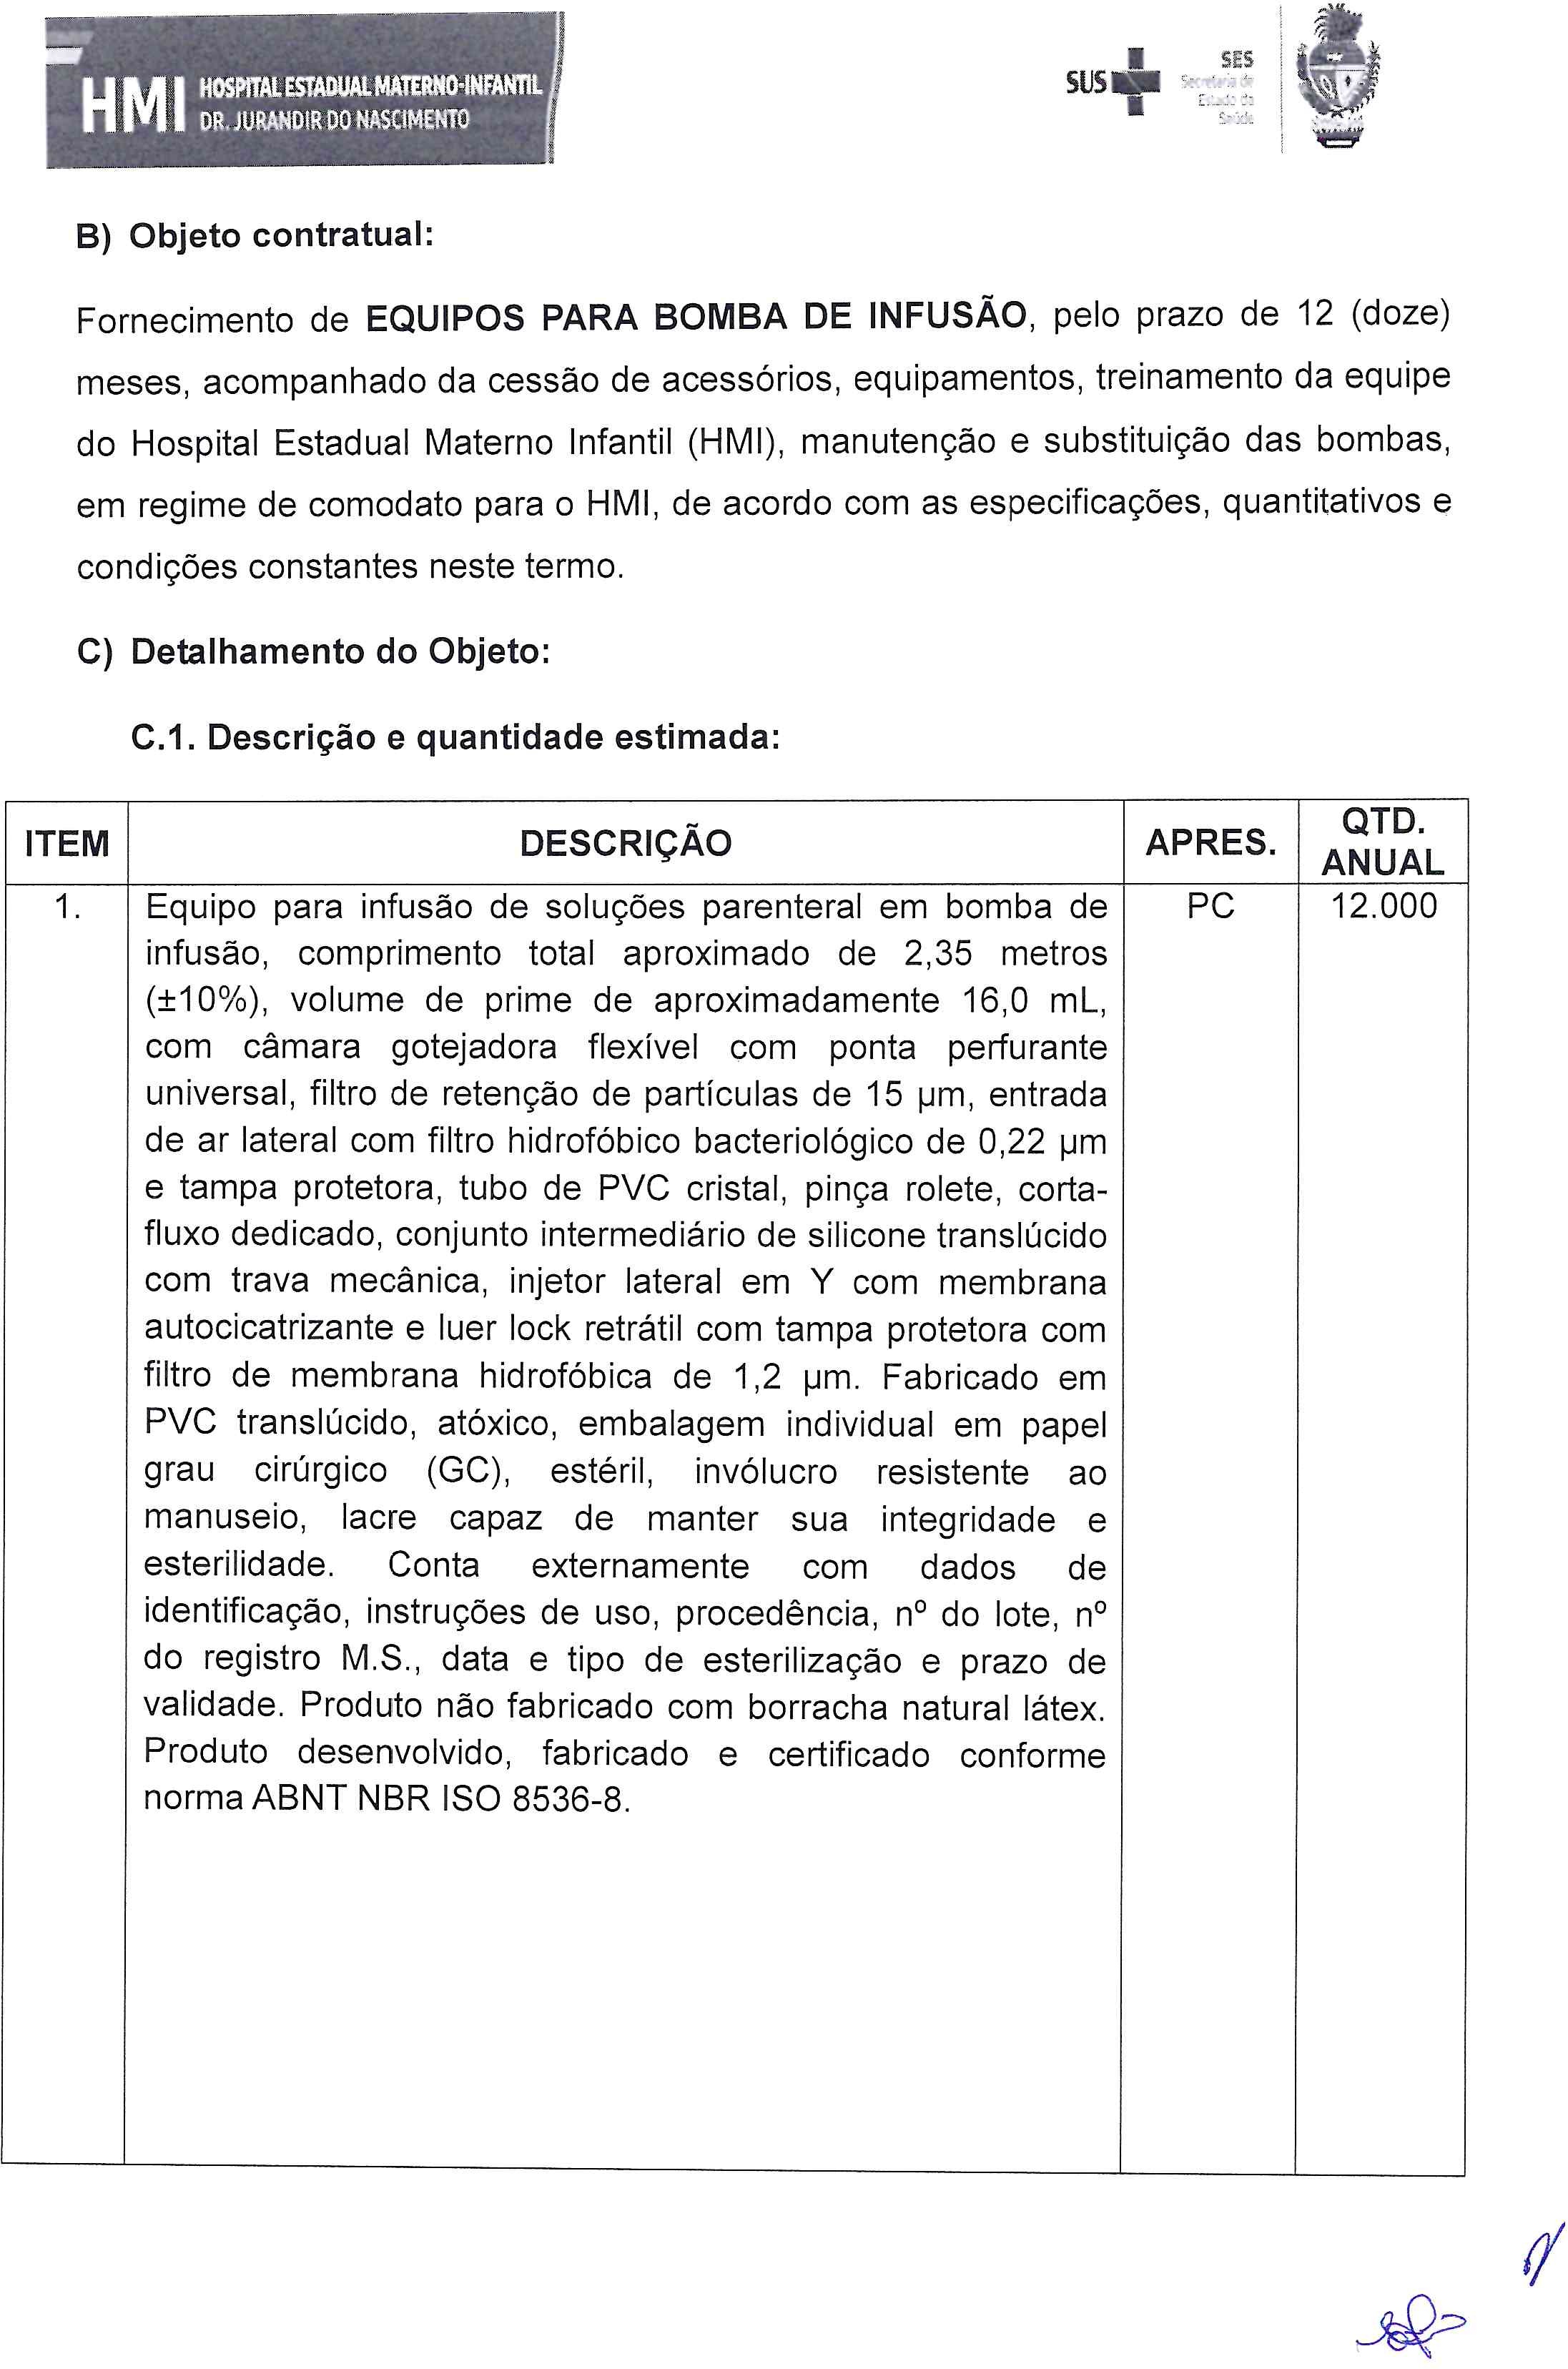 HMI HOSPITAL ESTADUAL MATERNO-INFANTIL
DR. JURANDIR DO NASCIMENTO
SUS
SES
Secretaria de
Estado da
Saúde
B) Objeto contratual:
Fornecimento de EQUIPOS PARA BOMBA DE INFUSÃO, pelo prazo de 12 (doze)
meses, acompanhado da cessão de acessórios, equipamentos, treinamento da equipe
do Hospital Estadual Materno Infantil (HMI), manutenção e substituição das bombas,
em regime de comodato para o HMI, de acordo com as especificações, quantitativos e
condições constantes neste termo.
C) Detalhamento do Objeto:
C.1. Descrição e quantidade estimada:
ITEM DESCRIÇÃO APRES. QTD.
ANUAL
1. Equipo para infusão de soluções parenteral em bomba de PC 12.000
infusão, comprimento total aproximado de 2,35 metros
(±10%), volume de prime de aproximadamente 16,0 mL,
com câmara gotejadora flexível com ponta perfurante
universal, filtro de retenção de partículas de 15 µm, entrada
de ar lateral com filtro hidrofóbico bacteriológico de 0,22 µm
e tampa protetora, tubo de PVC cristal, pinça rolete, corta-
fluxo dedicado, conjunto intermediário de silicone translúcido
com trava mecânica, injetor lateral em Y com membrana
autocicatrizante e luer lock retrátil com tampa protetora com
filtro de membrana hidrofóbica de 1,2 µm. Fabricado em
PVC translúcido, atóxico, embalagem individual em papel
grau cirúrgico (GC), estéril, invólucro resistente ao
manuseio, lacre capaz de manter sua integridade e
esterilidade. Conta externamente com dados de
identificação, instruções de uso, procedência, nº do lote, nº
do registro M.S., data e tipo de esterilização e prazo de
validade. Produto não fabricado com borracha natural látex.
Produto desenvolvido, fabricado e certificado conforme
norma ABNT NBR ISO 8536-8.